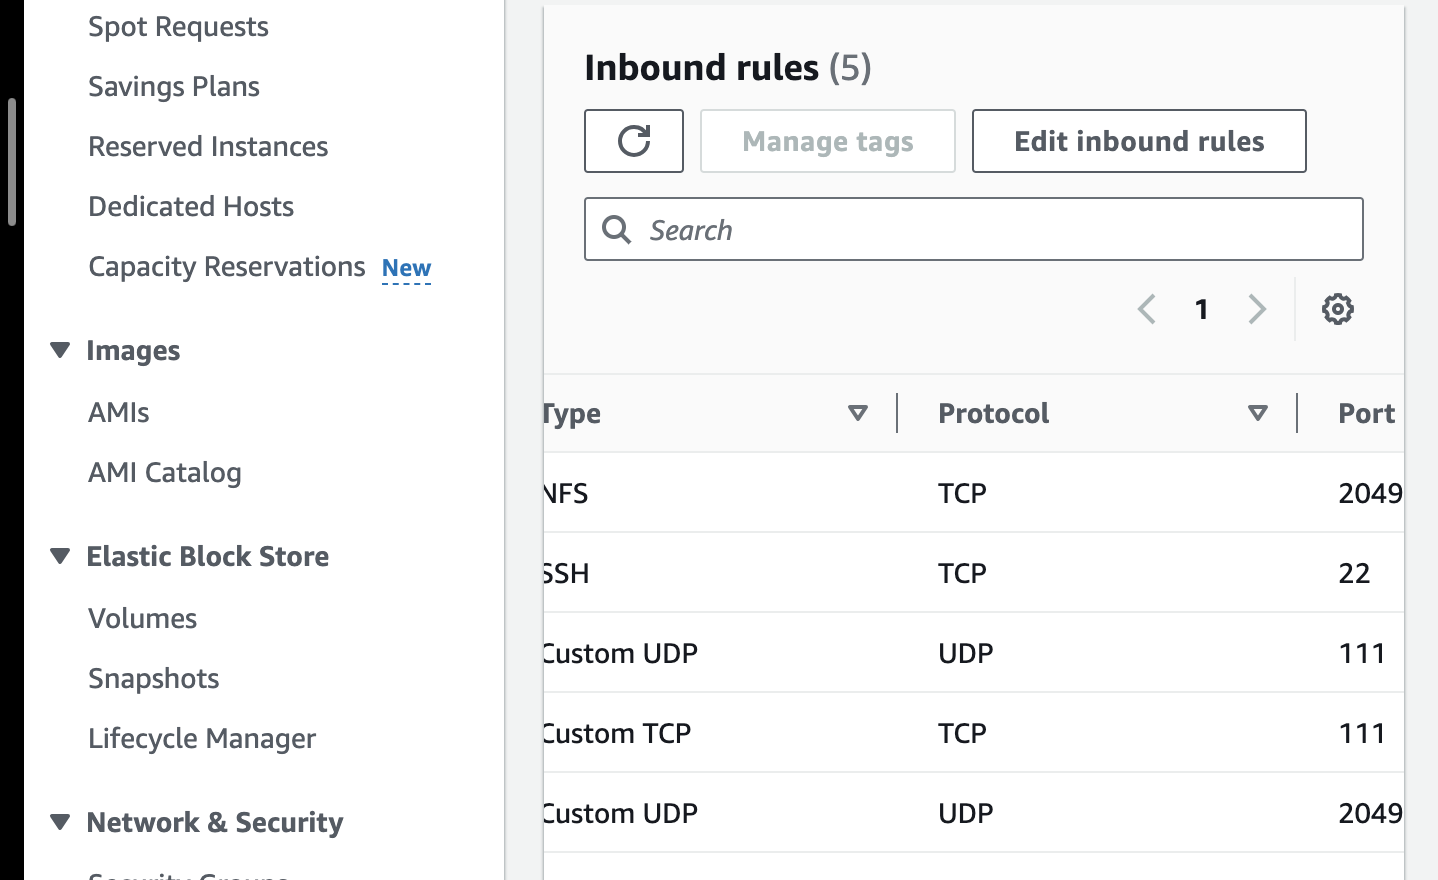 Spot Requests
Savings Plans
Reserved Instances
Dedicated Hosts
Capacity Reservations New
Images
AMIs
AMI Catalog
Elastic Block Store
Volumes
Snapshots
Lifecycle Manager
Network & Security
Security Groups
Inbound rules (5)
Manage tags
Edit inbound rules
Search
1
Type Protocol Port
NFS TCP 2049
SSH TCP 22
Custom UDP UDP 111
Custom TCP TCP 111
Custom UDP UDP 2049